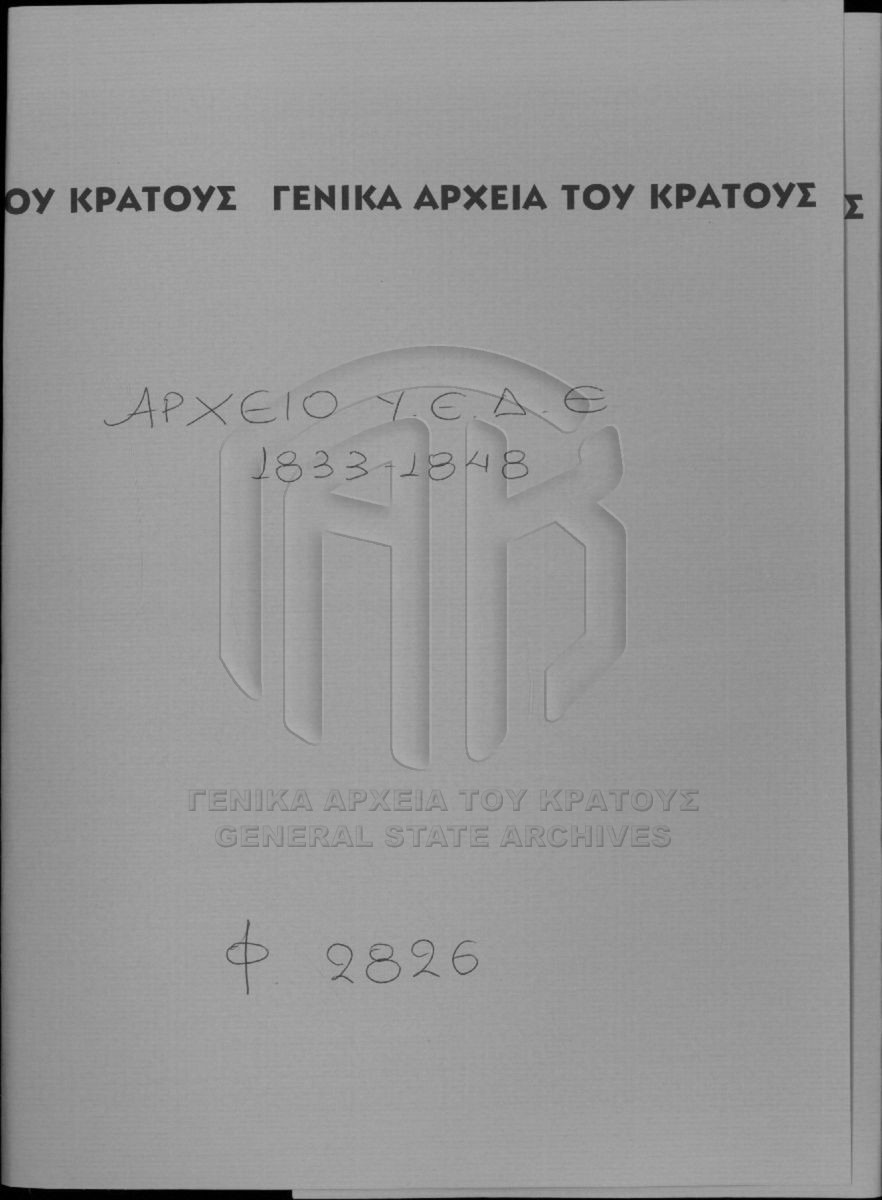 ΟΥ ΚΡΑΤΟΥΣ ΓΕΝΙΚΑ ΑΡΧΕΙΑ ΤΟΥ ΚΡΑΤΟΥΣ Σ
ΑΡΧΕΙΟ Υ.Ε.Δ.Ε
1833-1848
ΓΕΝΙΚΑ ΑΡΧΕΙΑ ΤΟΥ ΚΡΑΤΟΥΣ
GENERAL STATE ARCHIVES
Φ 2826